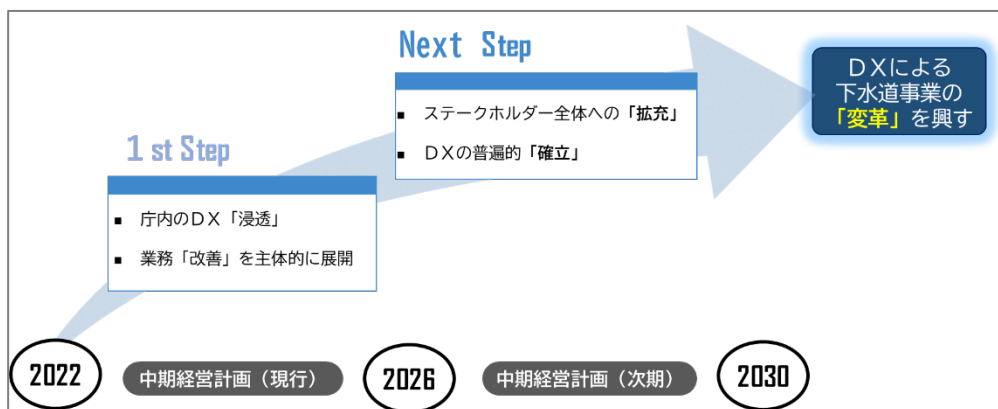 Next Step
■ ステークホルダー全体への「拡充」
■ ＤＸの普遍的「確立」
ＤＸによる
下水道事業の
「変革」を興す
1 st Step
■ 庁内のＤＸ「浸透」
■ 業務「改善」を主体的に展開
2022
中期経営計画（現行）
2026
中期経営計画（次期）
2030